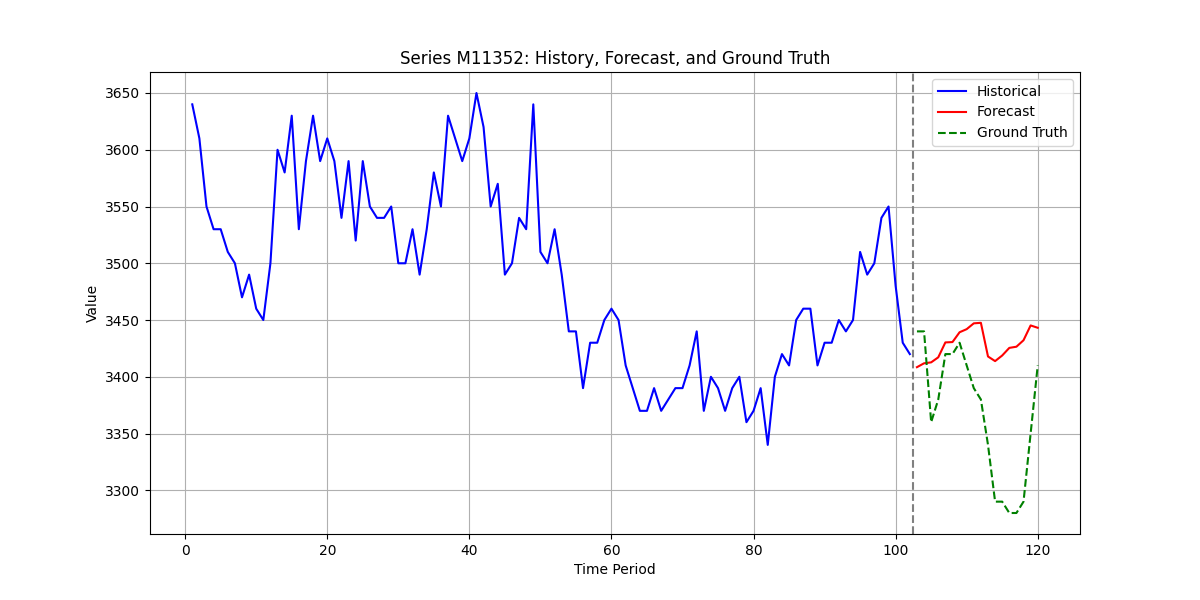 Series M11352: History, Forecast, and Ground Truth
Historical
Forecast
Ground Truth
Value
3650
3600
3550
3500
3450
3400
3350
3300
0 20 40 60 80 100 120
Time Period